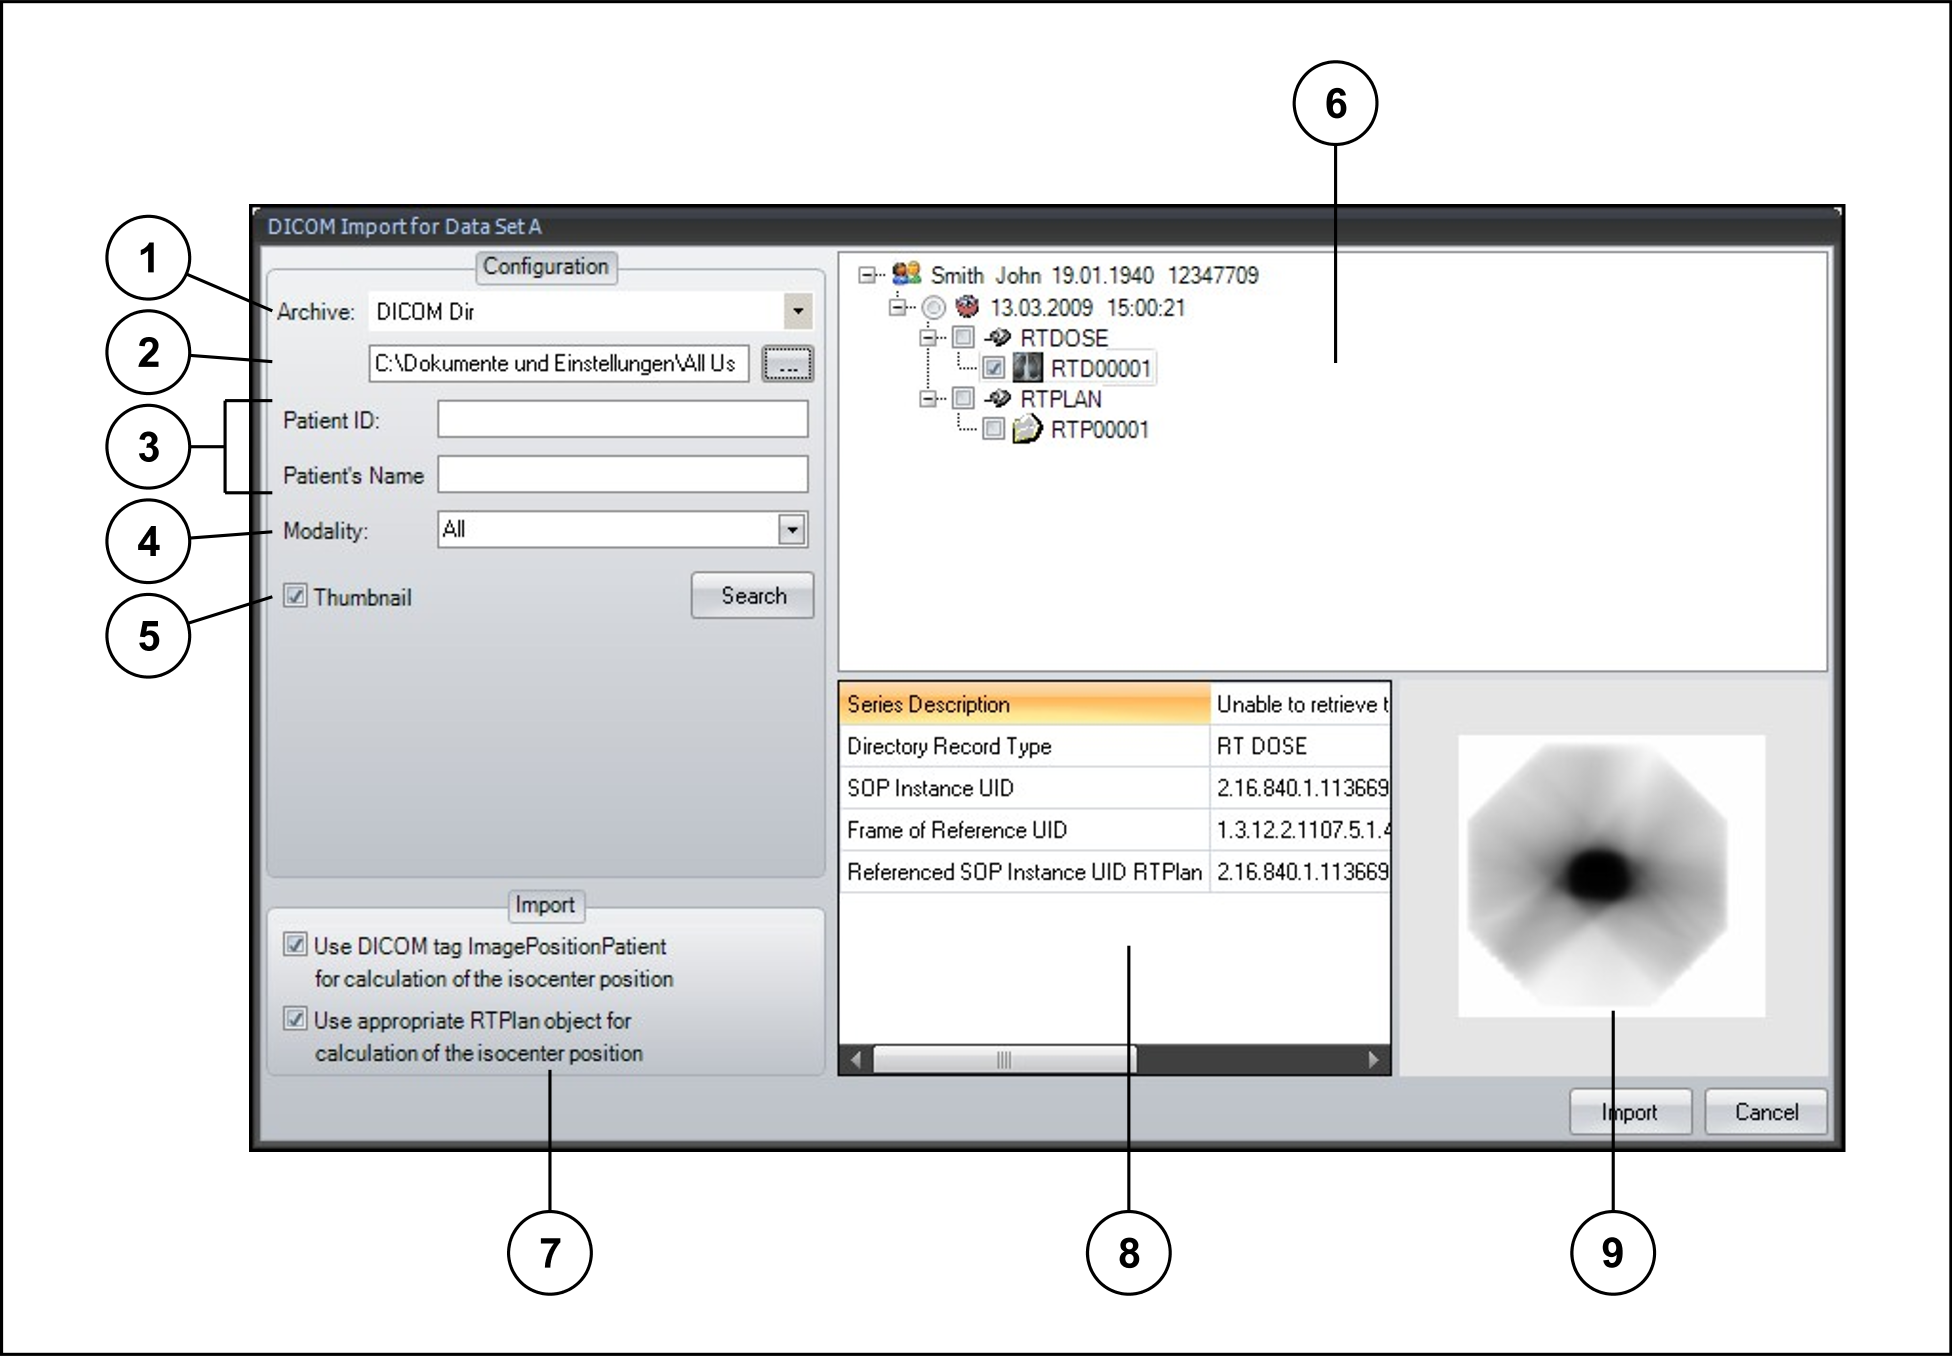 6
DICOM Import for Data Set A
1
Configuration
Archive: DICOM Dir
2
C:\Dokumente und Einstellungen\All Us ...
3
Patient ID:
Patient's Name
4
Modality: All
5
Thumbnail Search
Smith John 19.01.1940 12347709
13.03.2009 15:00:21
RTDOSE
RTD00001
RTPLAN
RTP00001
Import
Use DICOM tag ImagePositionPatient
for calculation of the isocenter position
Use appropriate RTPlan object for
calculation of the isocenter position
Series Description Unable to retrieve t
Directory Record Type RT DOSE
SOP Instance UID 2.16.840.1.113669
Frame of Reference UID 1.3.12.2.1107.5.1.4
Referenced SOP Instance UID RTPlan 2.16.840.1.113669
Import Cancel
7
8
9